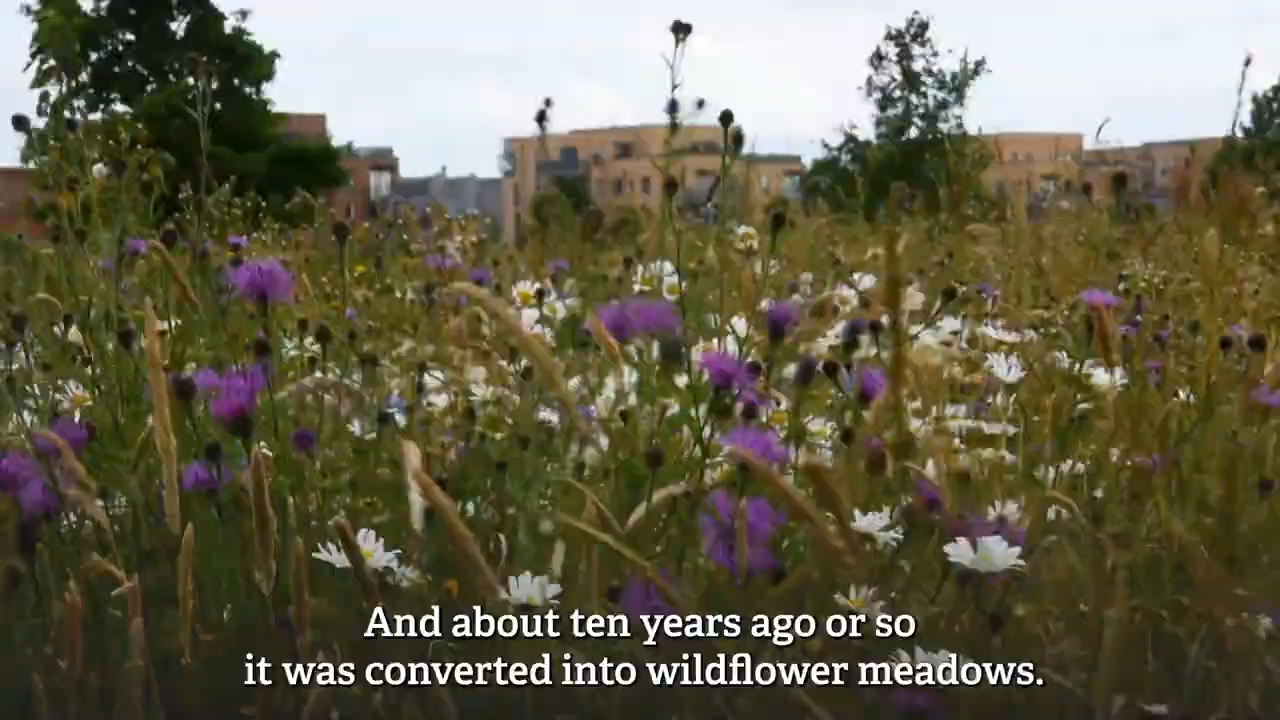 And about ten years ago or so
it was converted into wildflower meadows.